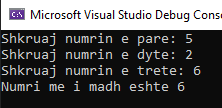 Microsoft Visual Studio Debug Conso
Shkruaj numrin e pare: 5
Shkruaj numrin e dyte: 2
Shkruaj numrin e trete: 6
Numri me i madh eshte 6